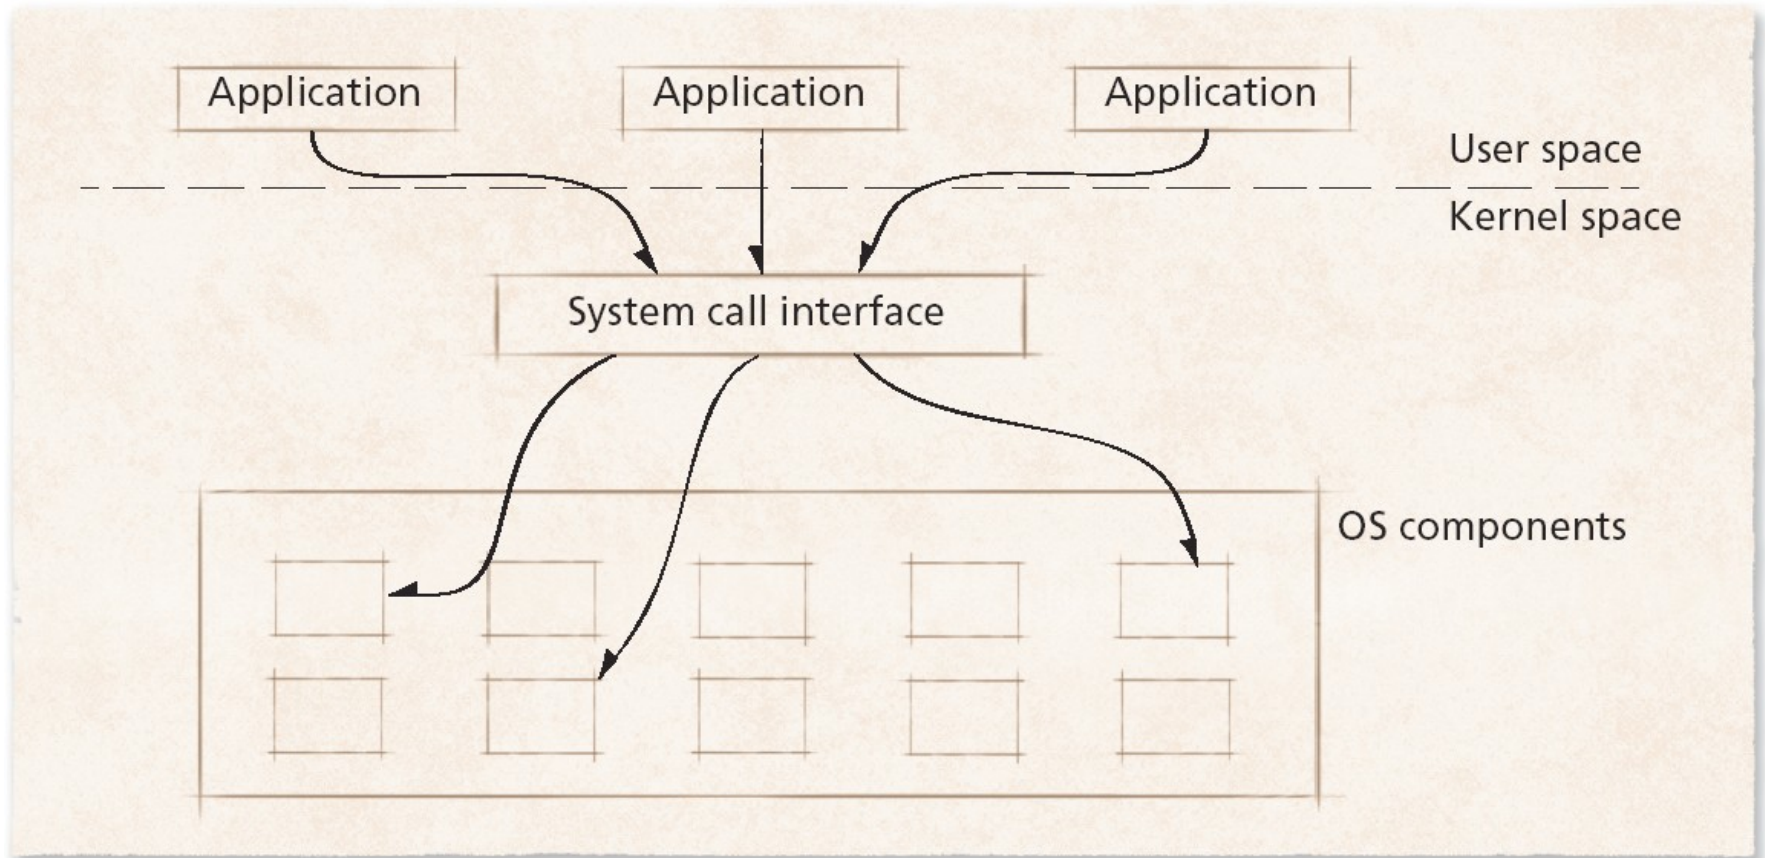 Application
Application
Application
User space
Kernel space
System call interface
OS components